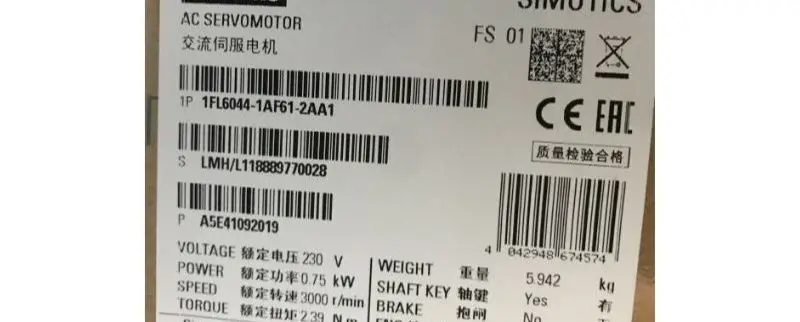 SIMOTICS
AC SERVOMOTOR
交流伺服电机
FS 01
1P 1FL6044-1AF61-2AA1
S LMH/L118889770028
P A5E41092019
质量检验合格
4 042948 674574
VOLTAGE 额定电压 230 V
POWER 额定功率 0.75 kW
SPEED 额定转速 3000 r/min
TORQUE 额定扭矩 2.39 N
WEIGHT 重量 5.942 kg
SHAFT KEY 轴键 Yes 有
BRAKE 抱闸 No